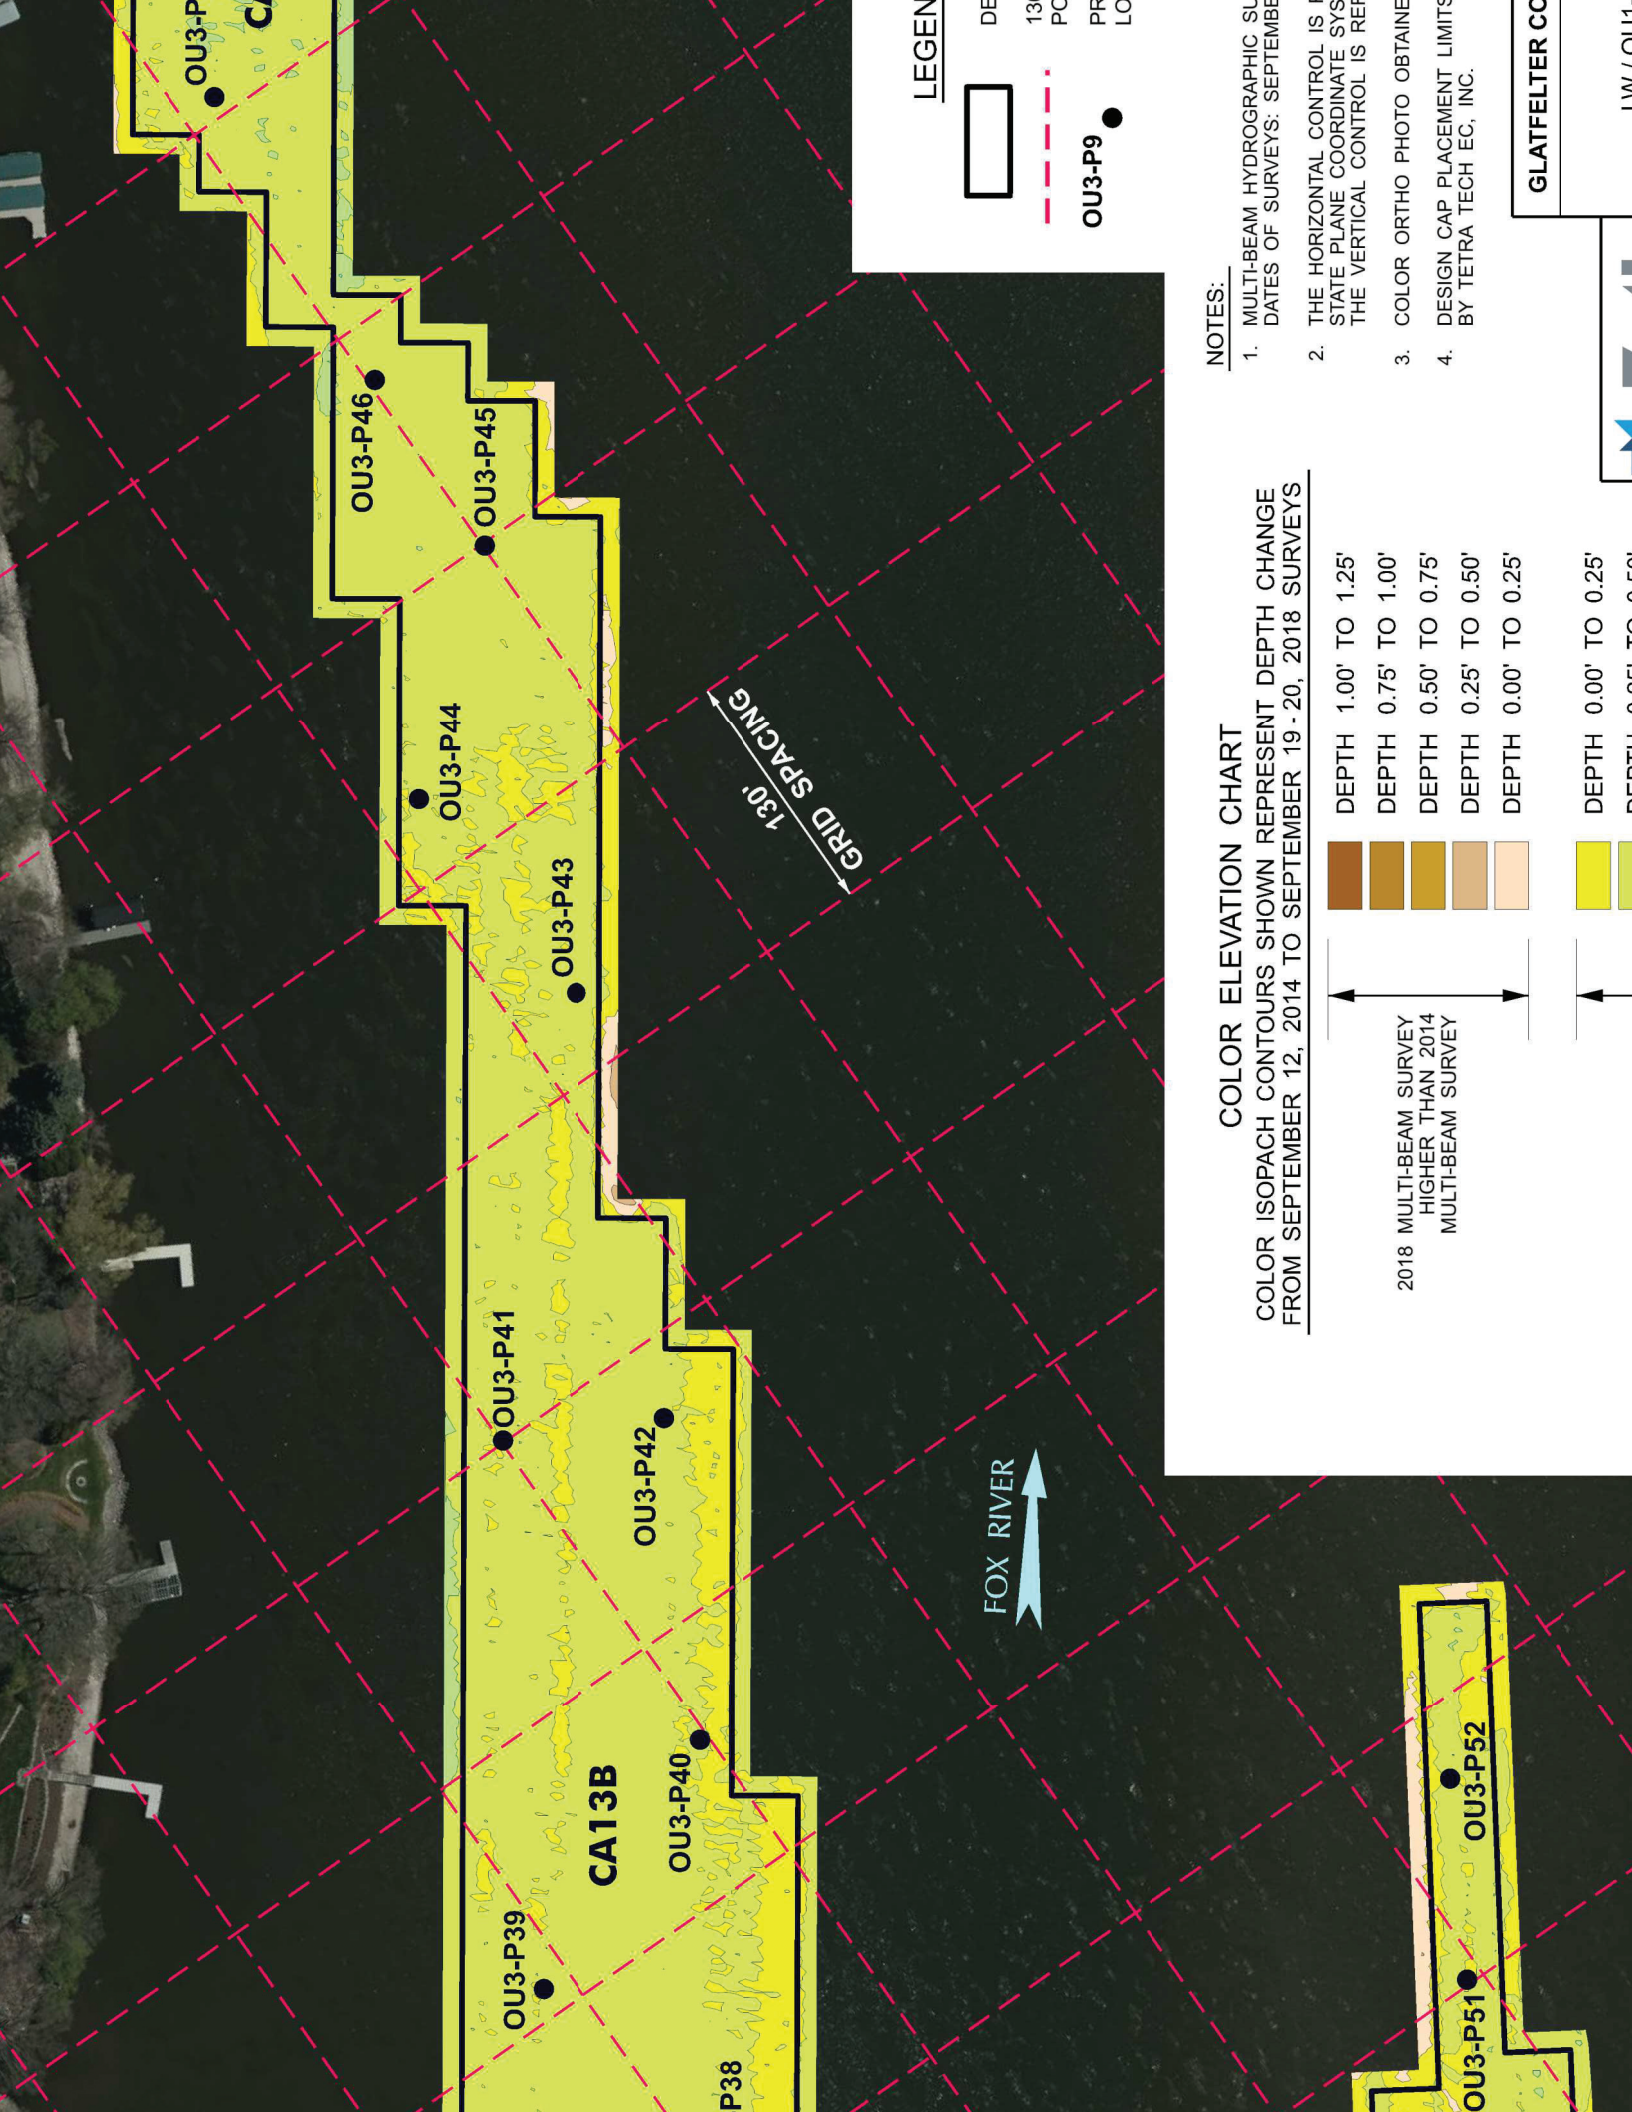 OU3-P
CA
OU3-P46
OU3-P45
OU3-P44
OU3-P43
OU3-P41
OU3-P42
OU3-P40
CA13B
OU3-P39
P38
OU3-P52
OU3-P51
130'
GRID SPACING
FOX RIVER
LEGEN
DE
130
PO
PR
LO
OU3-P9
NOTES:
1. MULTI-BEAM HYDROGRAPHIC SU
DATES OF SURVEYS: SEPTEMBE
2. THE HORIZONTAL CONTROL IS
STATE PLANE COORDINATE SYS
THE VERTICAL CONTROL IS REF
3. COLOR ORTHO PHOTO OBTAINE
4. DESIGN CAP PLACEMENT LIMITS
BY TETRA TECH EC, INC.
GLATFELTER CO
COLOR ELEVATION CHART
COLOR ISOPACH CONTOURS SHOWN REPRESENT DEPTH CHANGE
FROM SEPTEMBER 12, 2014 TO SEPTEMBER 19-20, 2018 SURVEYS
DEPTH 1.00' TO 1.25'
DEPTH 0.75' TO 1.00'
DEPTH 0.50' TO 0.75'
DEPTH 0.25' TO 0.50'
DEPTH 0.00' TO 0.25'
2018 MULTI-BEAM SURVEY
HIGHER THAN 2014
MULTI-BEAM SURVEY
DEPTH 0.00' TO 0.25'